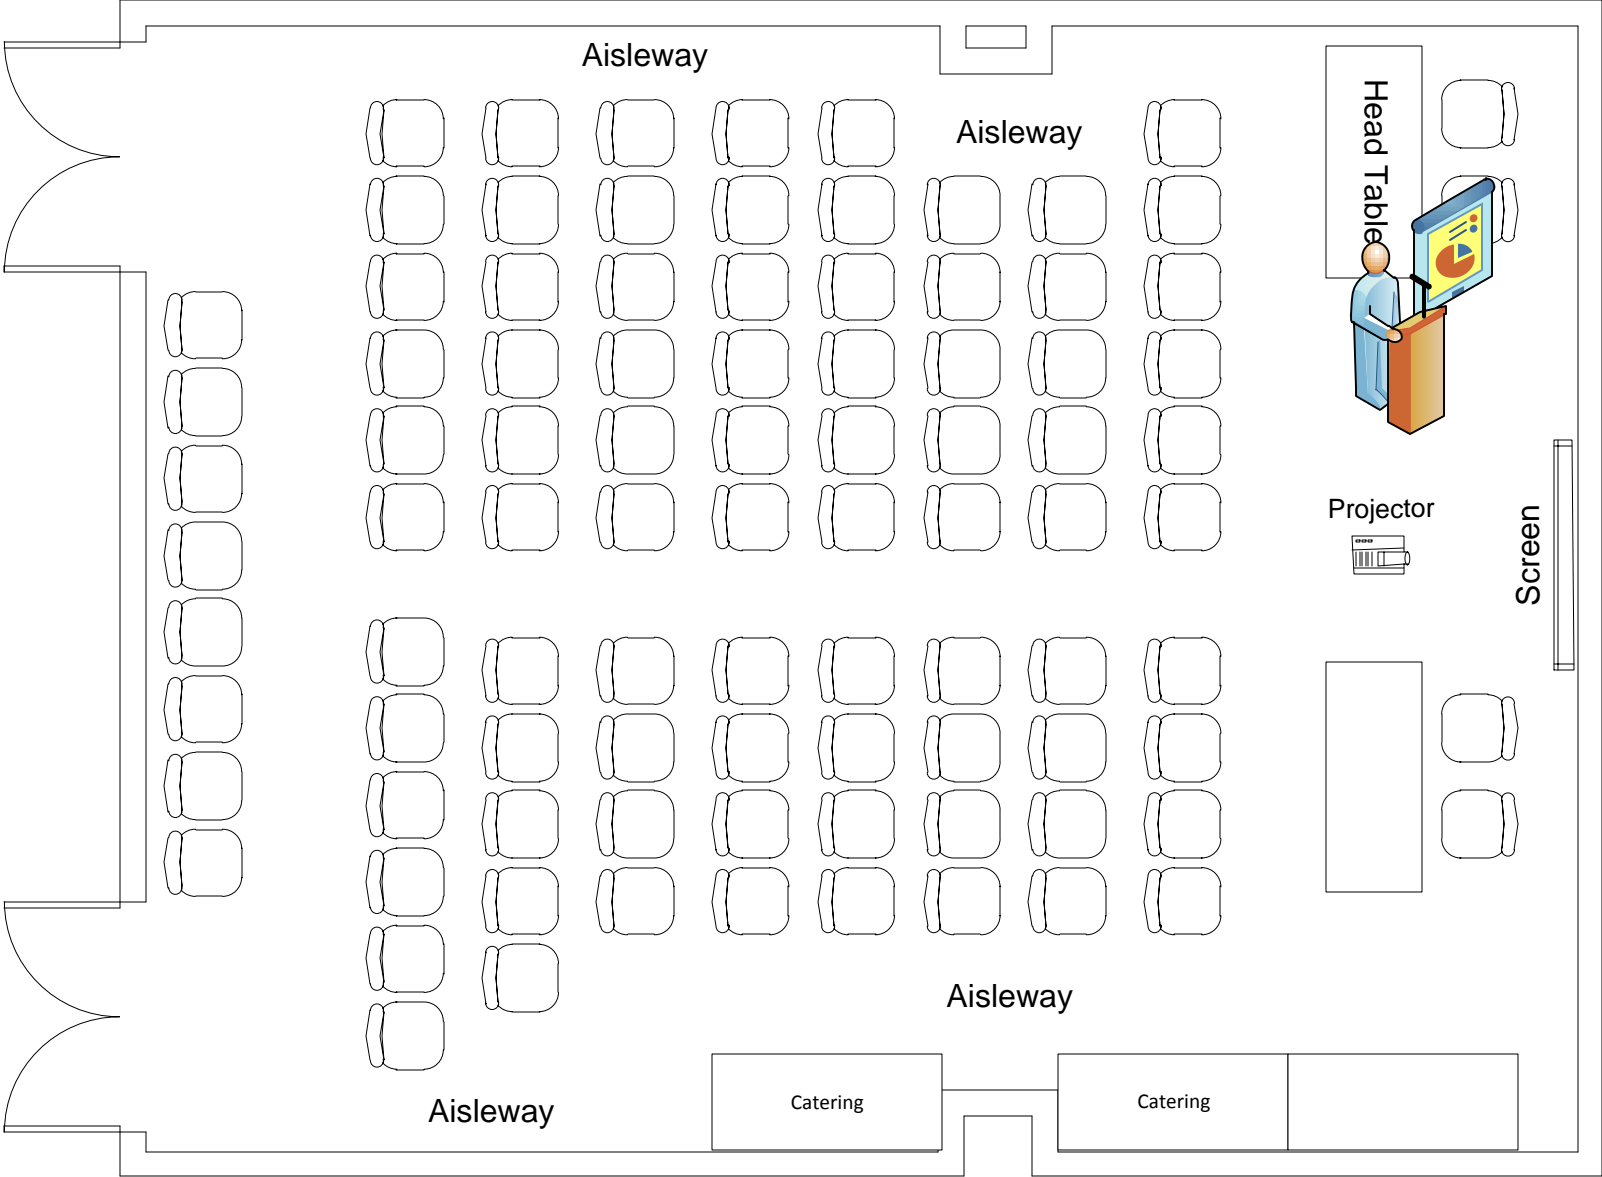 Aisleway
Aisleway
Head Table
Projector
Screen
Aisleway
Catering
Catering
Aisleway